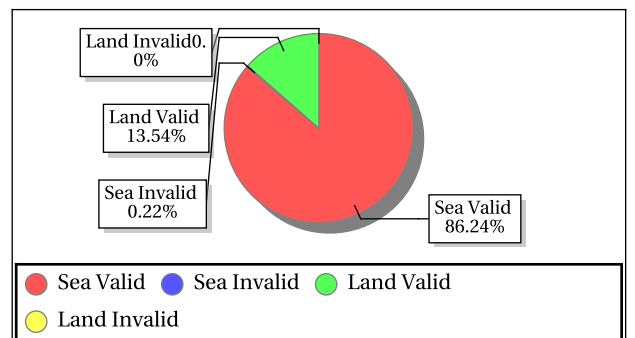 Land Invalid0.
0%
Land Valid
13.54%
Sea Invalid
0.22%
Sea Valid
86.24%
Sea Valid
Sea Invalid
Land Valid
Land Invalid